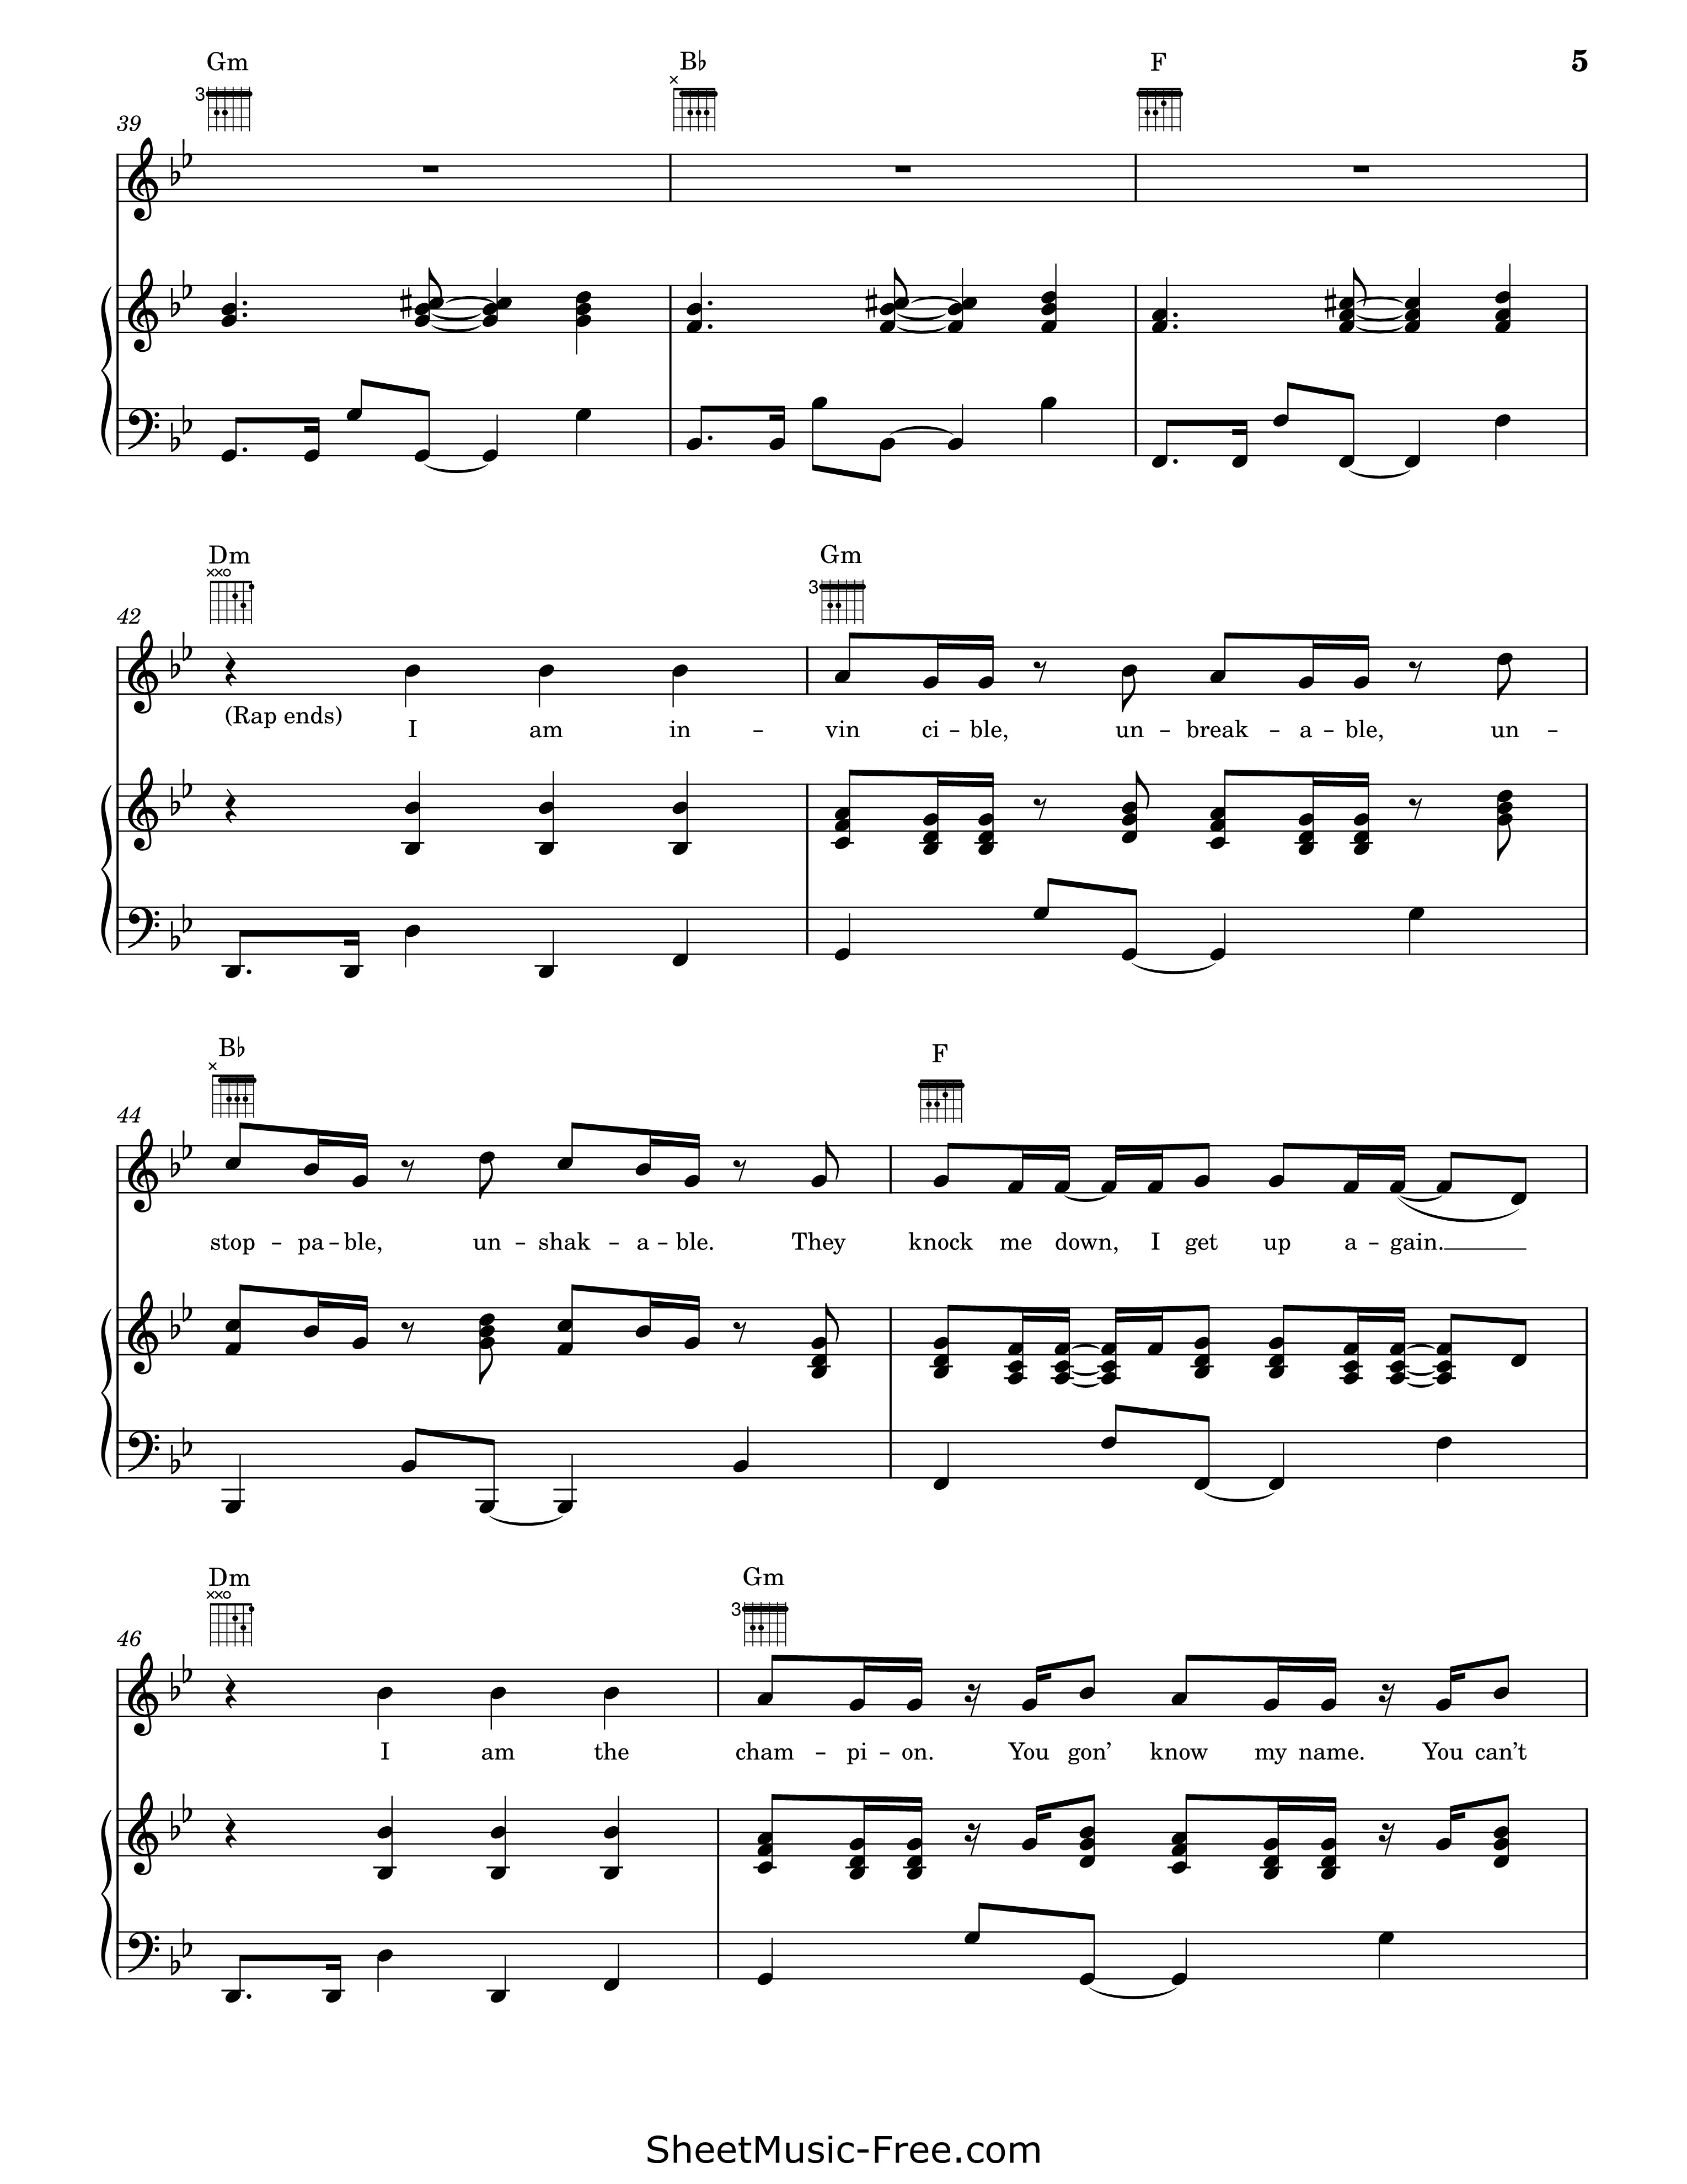 Gm B♭ F 5
3 ×
39
Dm Gm
××○ 3
42
(Rap ends) I am in - vin ci - ble, un - break - a - ble, un -
B♭ F
×
44
stop - pa - ble, un - shak - a - ble. They knock me down, I get up a - gain.
Dm Gm
××○ 3
46
I am the cham - pi - on. You gon’ know my name. You can’t
SheetMusic-Free.com